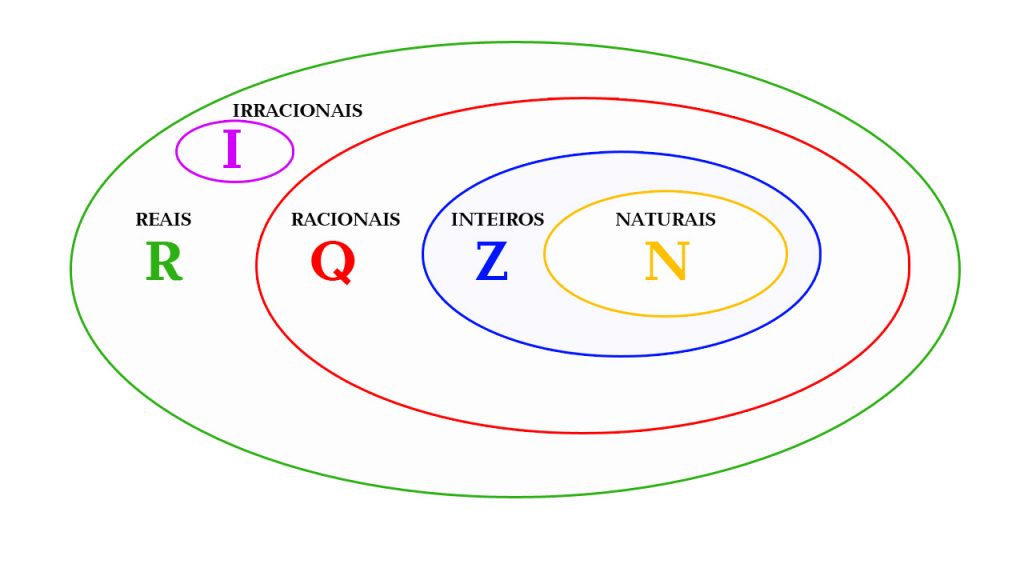 IRRACIONAIS
I
REAIS
R
RACIONAIS
Q
INTEIROS
Z
NATURAIS
N